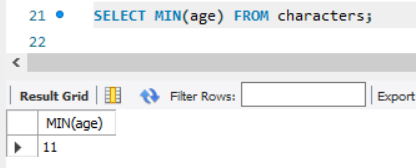 21 SELECT MIN(age) FROM characters;
22
Result Grid Filter Rows: Export
MIN(age)
11